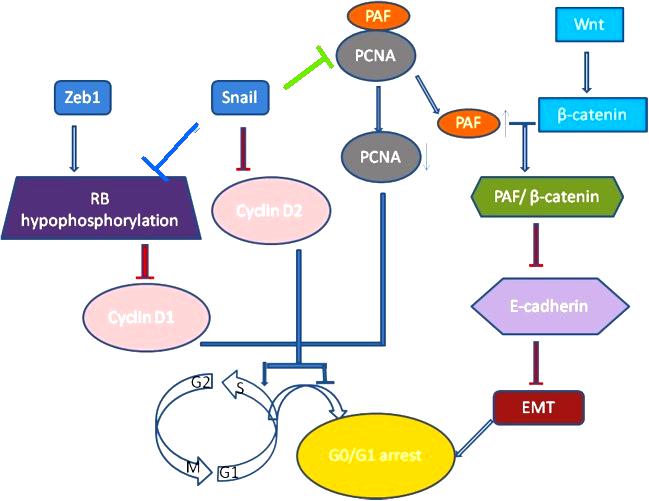 PAF
Wnt
PCNA
Zeb1
Snail
PAF
β-catenin
PCNA
RB
hypophosphorylation
Cyclin D2
PAF/ β-catenin
Cyclin D1
E-cadherin
G2
S
EMT
G0/G1 arrest
M
G1